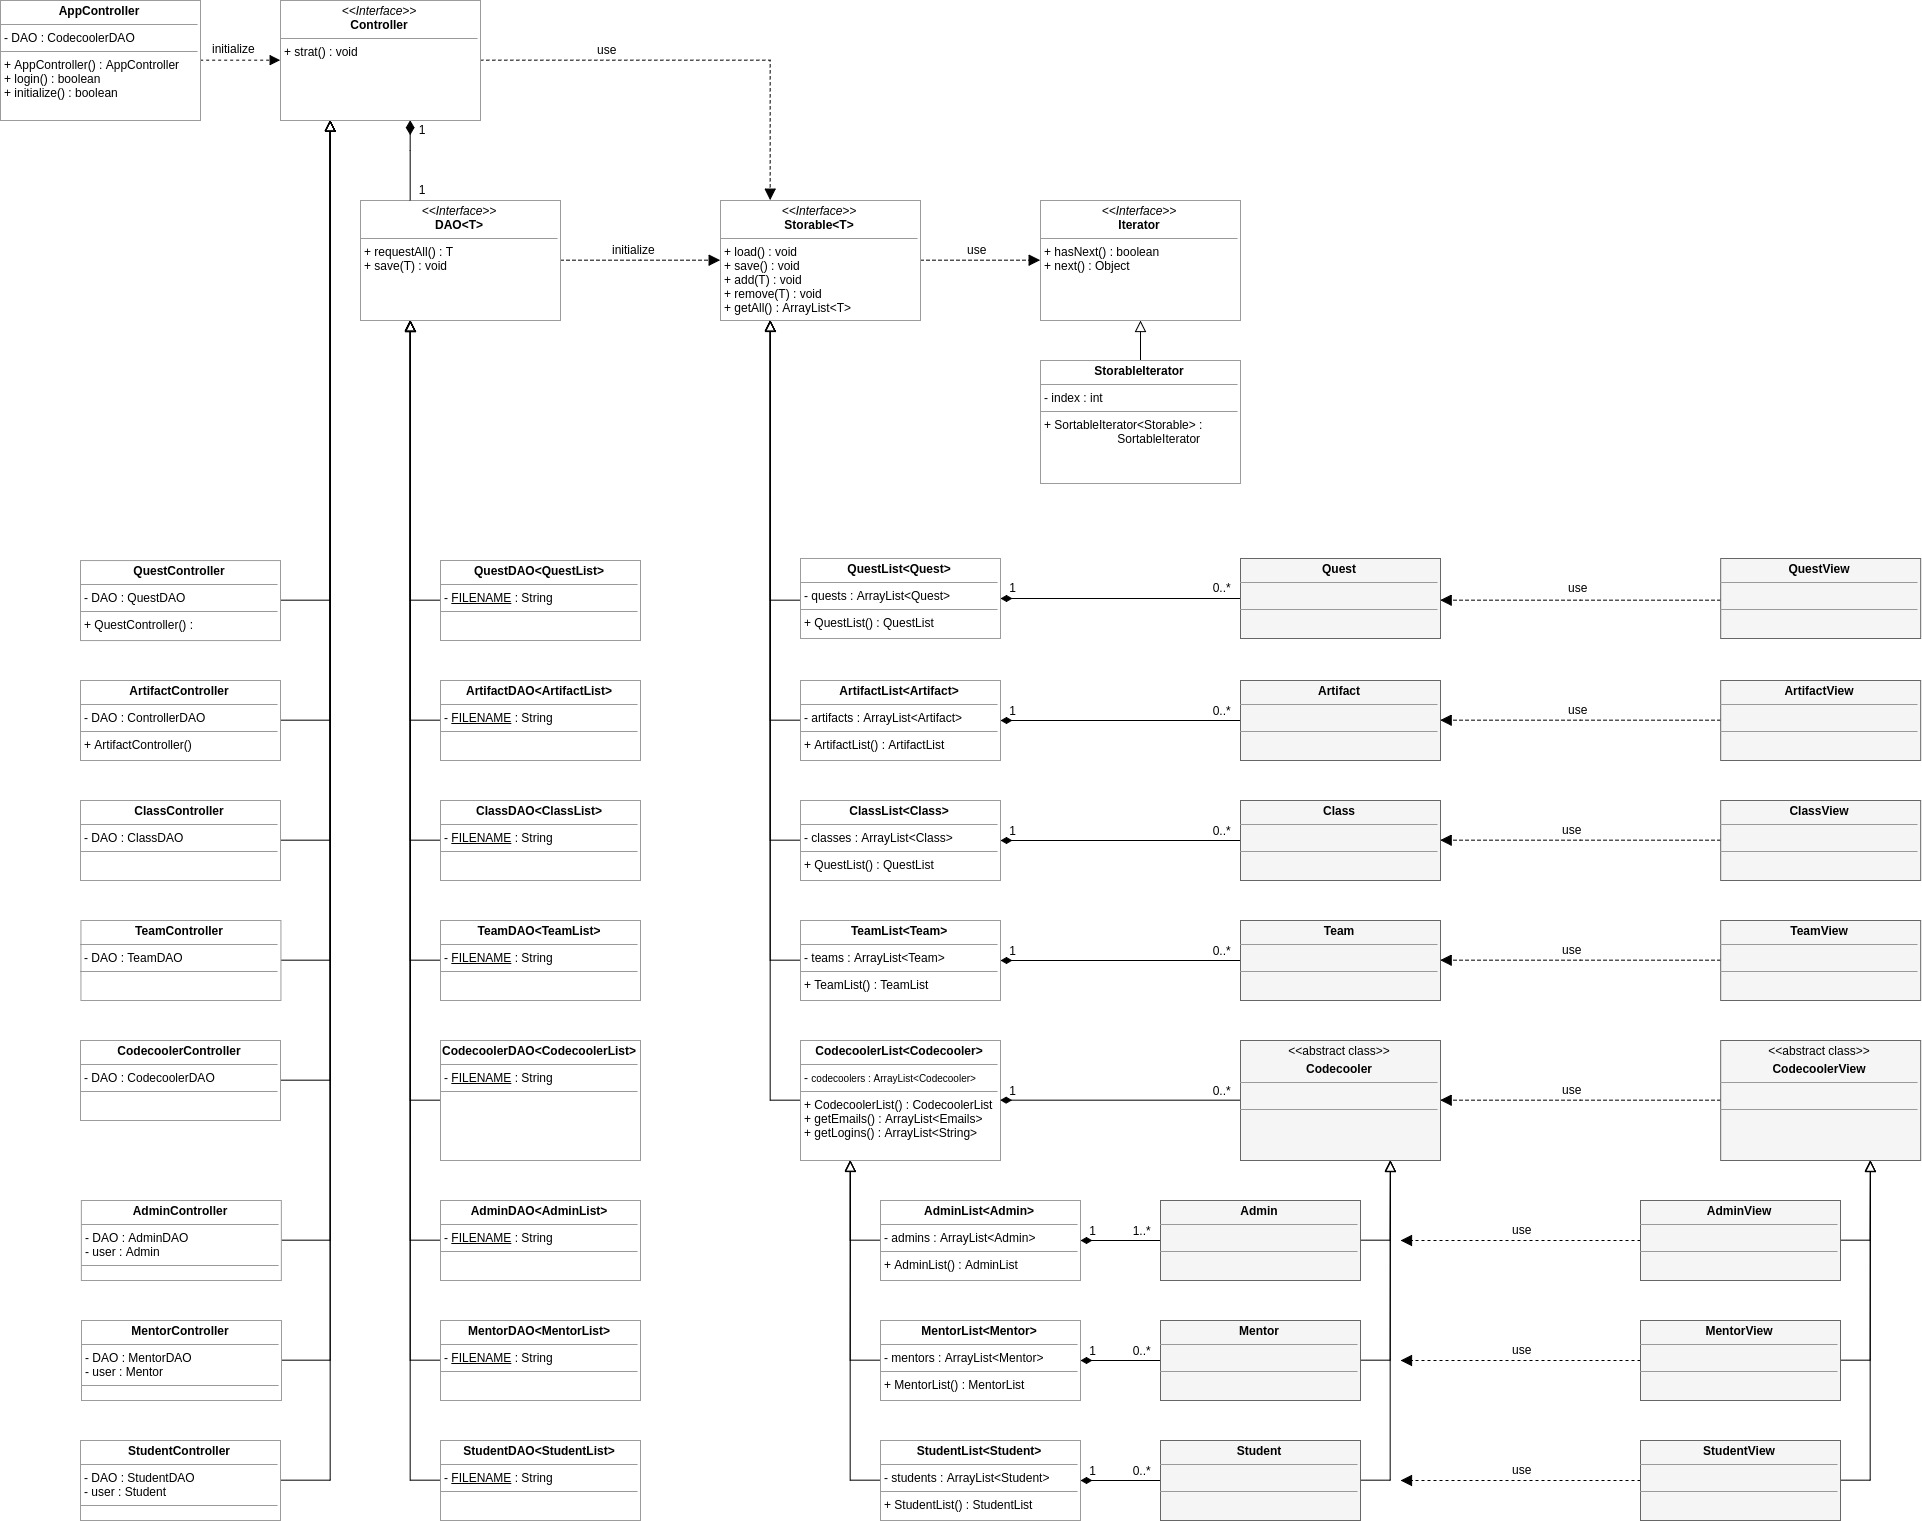 AppController
- DAO : CodecoolerDAO
+ AppController() : AppController
+ login() : boolean
+ initialize() : boolean
initialize
<<Interface>>
Controller
+ strat() : void
use
1
1
<<Interface>>
DAO<T>
+ requestAll() : T
+ save(T) : void
initialize
<<Interface>>
Storable<T>
+ load() : void
+ save() : void
+ add(T) : void
+ remove(T) : void
+ getAll() : ArrayList<T>
use
<<Interface>>
Iterator
+ hasNext() : boolean
+ next() : Object
StorableIterator
- index : int
+ SortableIterator<Storable> :
SortableIterator
QuestController
- DAO : QuestDAO
+ QuestController() :
QuestDAO<QuestList>
- FILENAME : String
QuestList<Quest>
- quests : ArrayList<Quest>
+ QuestList() : QuestList
1
0..*
Quest
use
QuestView
ArtifactController
- DAO : ControllerDAO
+ ArtifactController()
ArtifactDAO<ArtifactList>
- FILENAME : String
ArtifactList<Artifact>
- artifacts : ArrayList<Artifact>
+ ArtifactList() : ArtifactList
1
0..*
Artifact
use
ArtifactView
ClassController
- DAO : ClassDAO
ClassDAO<ClassList>
- FILENAME : String
ClassList<Class>
- classes : ArrayList<Class>
+ QuestList() : QuestList
1
0..*
Class
use
ClassView
TeamController
- DAO : TeamDAO
TeamDAO<TeamList>
- FILENAME : String
TeamList<Team>
- teams : ArrayList<Team>
+ TeamList() : TeamList
1
0..*
Team
use
TeamView
CodecoolerController
- DAO : CodecoolerDAO
CodecoolerDAO<CodecoolerList>
- FILENAME : String
CodecoolerList<Codecooler>
- codecoolers : ArrayList<Codecooler>
+ CodecoolerList() : CodecoolerList
+ getEmails() : ArrayList<Emails>
+ getLogins() : ArrayList<String>
1
0..*
<<abstract class>>
Codecooler
use
<<abstract class>>
CodecoolerView
AdminController
- DAO : AdminDAO
- user : Admin
AdminDAO<AdminList>
- FILENAME : String
AdminList<Admin>
- admins : ArrayList<Admin>
+ AdminList() : AdminList
1
1..*
Admin
use
AdminView
MentorController
- DAO : MentorDAO
- user : Mentor
MentorDAO<MentorList>
- FILENAME : String
MentorList<Mentor>
- mentors : ArrayList<Mentor>
+ MentorList() : MentorList
1
0..*
Mentor
use
MentorView
StudentController
- DAO : StudentDAO
- user : Student
StudentDAO<StudentList>
- FILENAME : String
StudentList<Student>
- students : ArrayList<Student>
+ StudentList() : StudentList
1
0..*
Student
use
StudentView